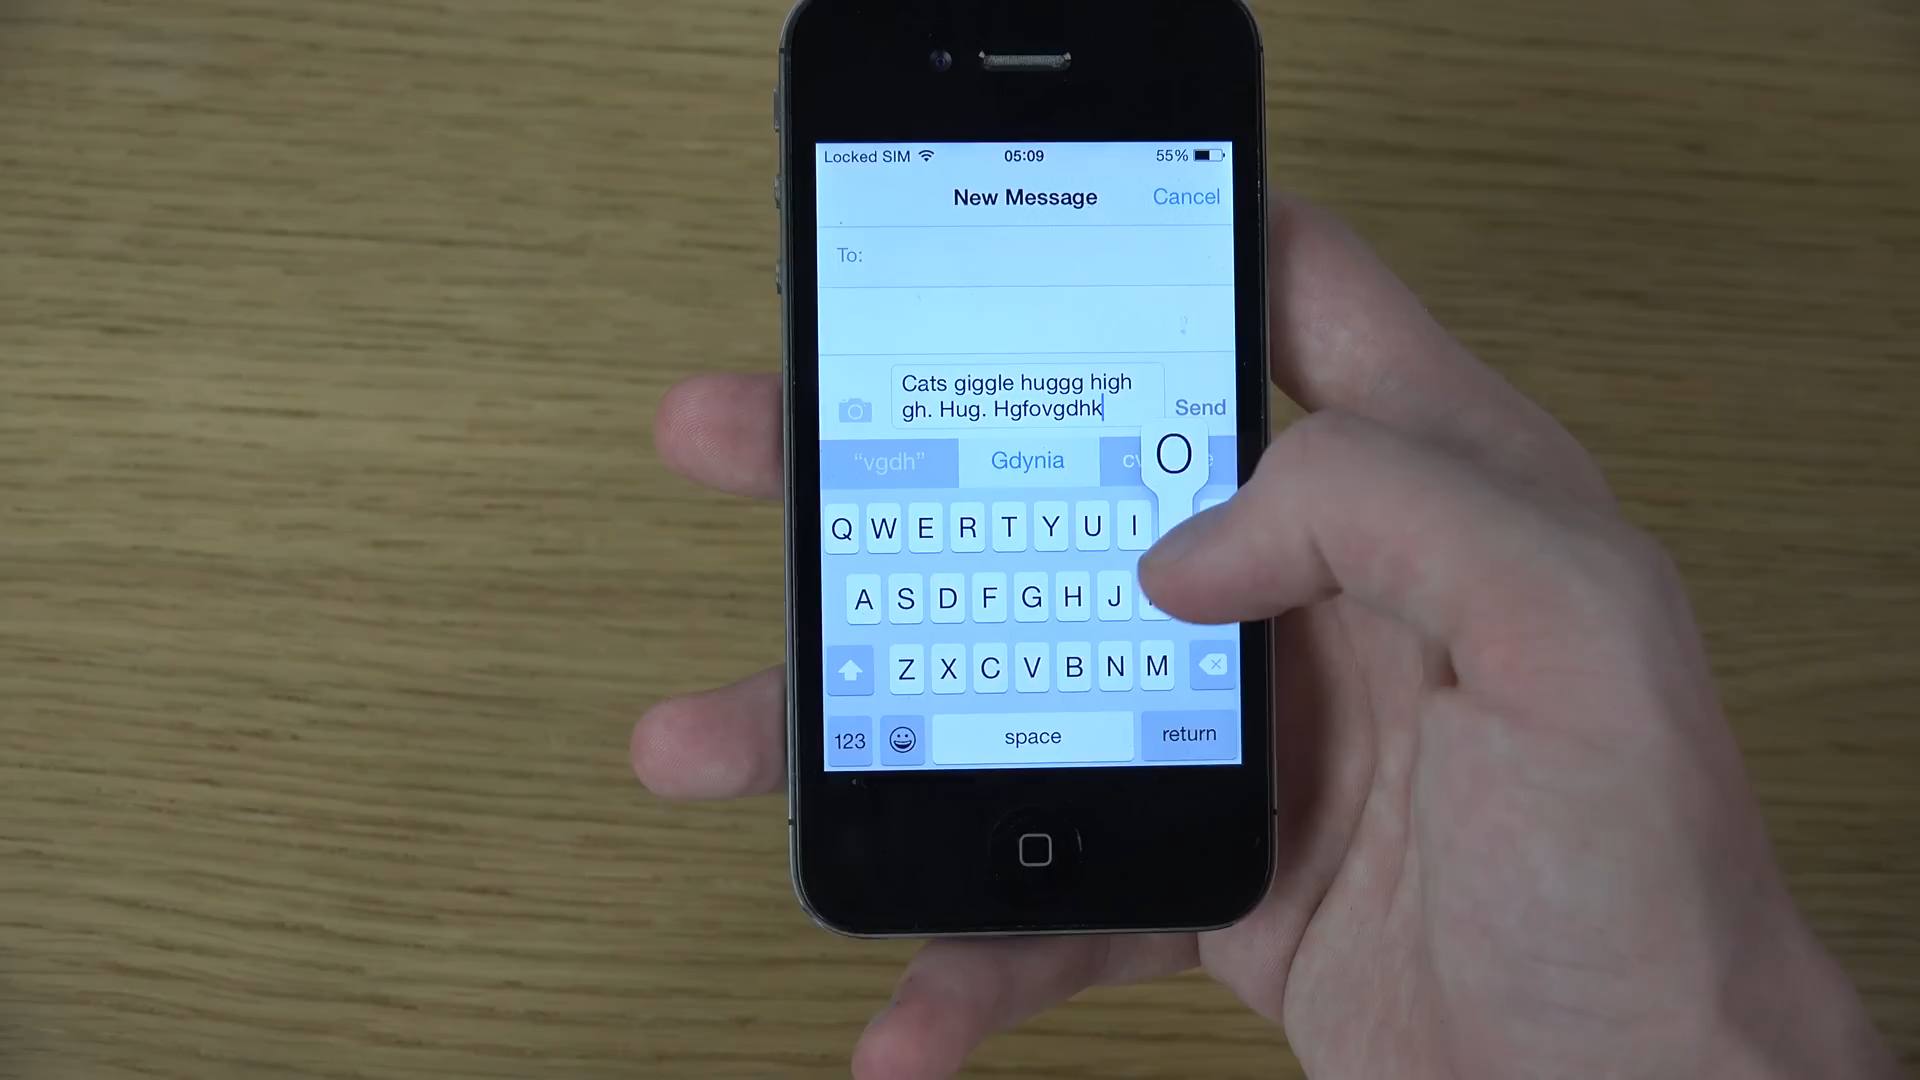 Locked SIM 05:09 55%
New Message Cancel
To:
Cats giggle huggg high
gh. Hug. Hgfovgdhk
Send
“vgdh” Gdynia
O
Q W E R T Y U I
A S D F G H J
Z X C V B N M
123 space return